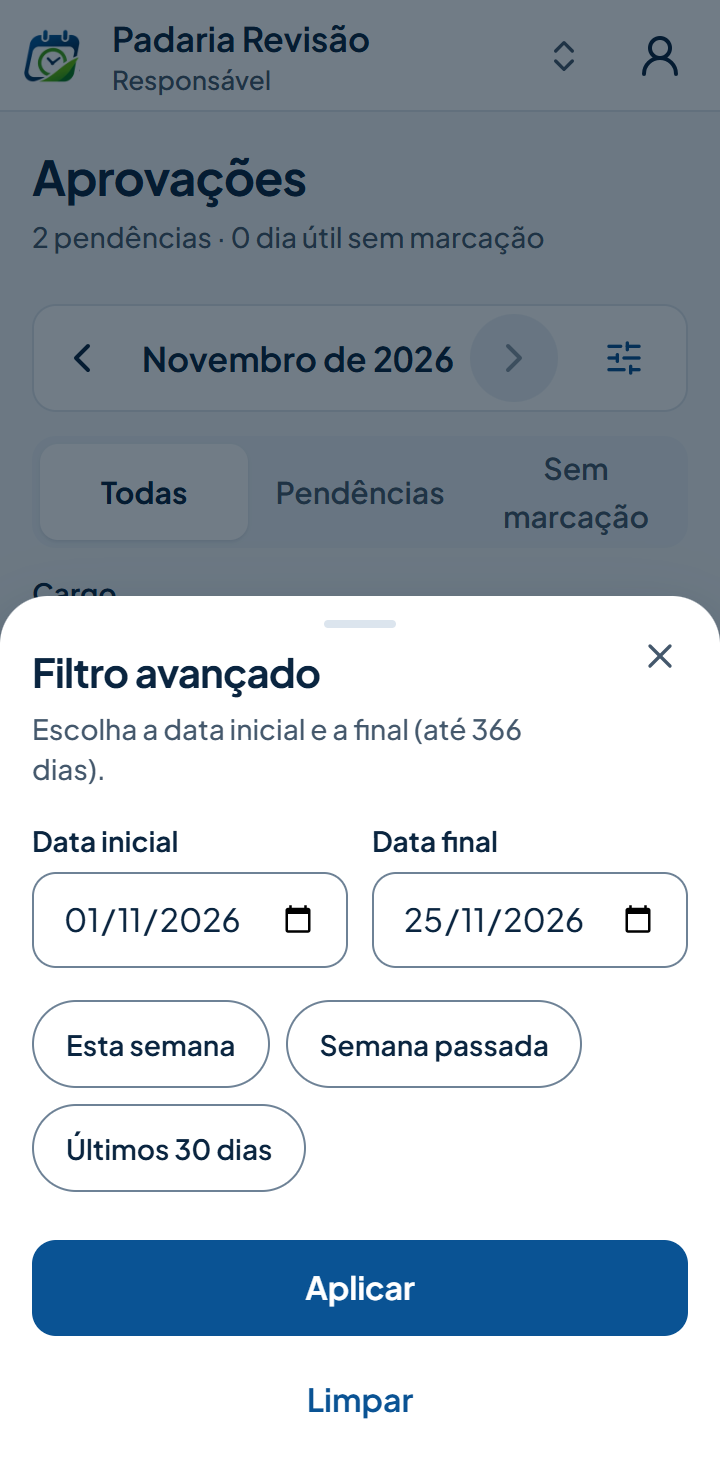 Padaria Revisão
Responsável
Aprovações
2 pendências · 0 dia útil sem marcação
Novembro de 2026
Todas
Pendências
Sem
marcação
Cargo
Filtro avançado
Escolha a data inicial e a final (até 366
dias).
Data inicial
Data final
01/11/2026
25/11/2026
Esta semana
Semana passada
Últimos 30 dias
Aplicar
Limpar